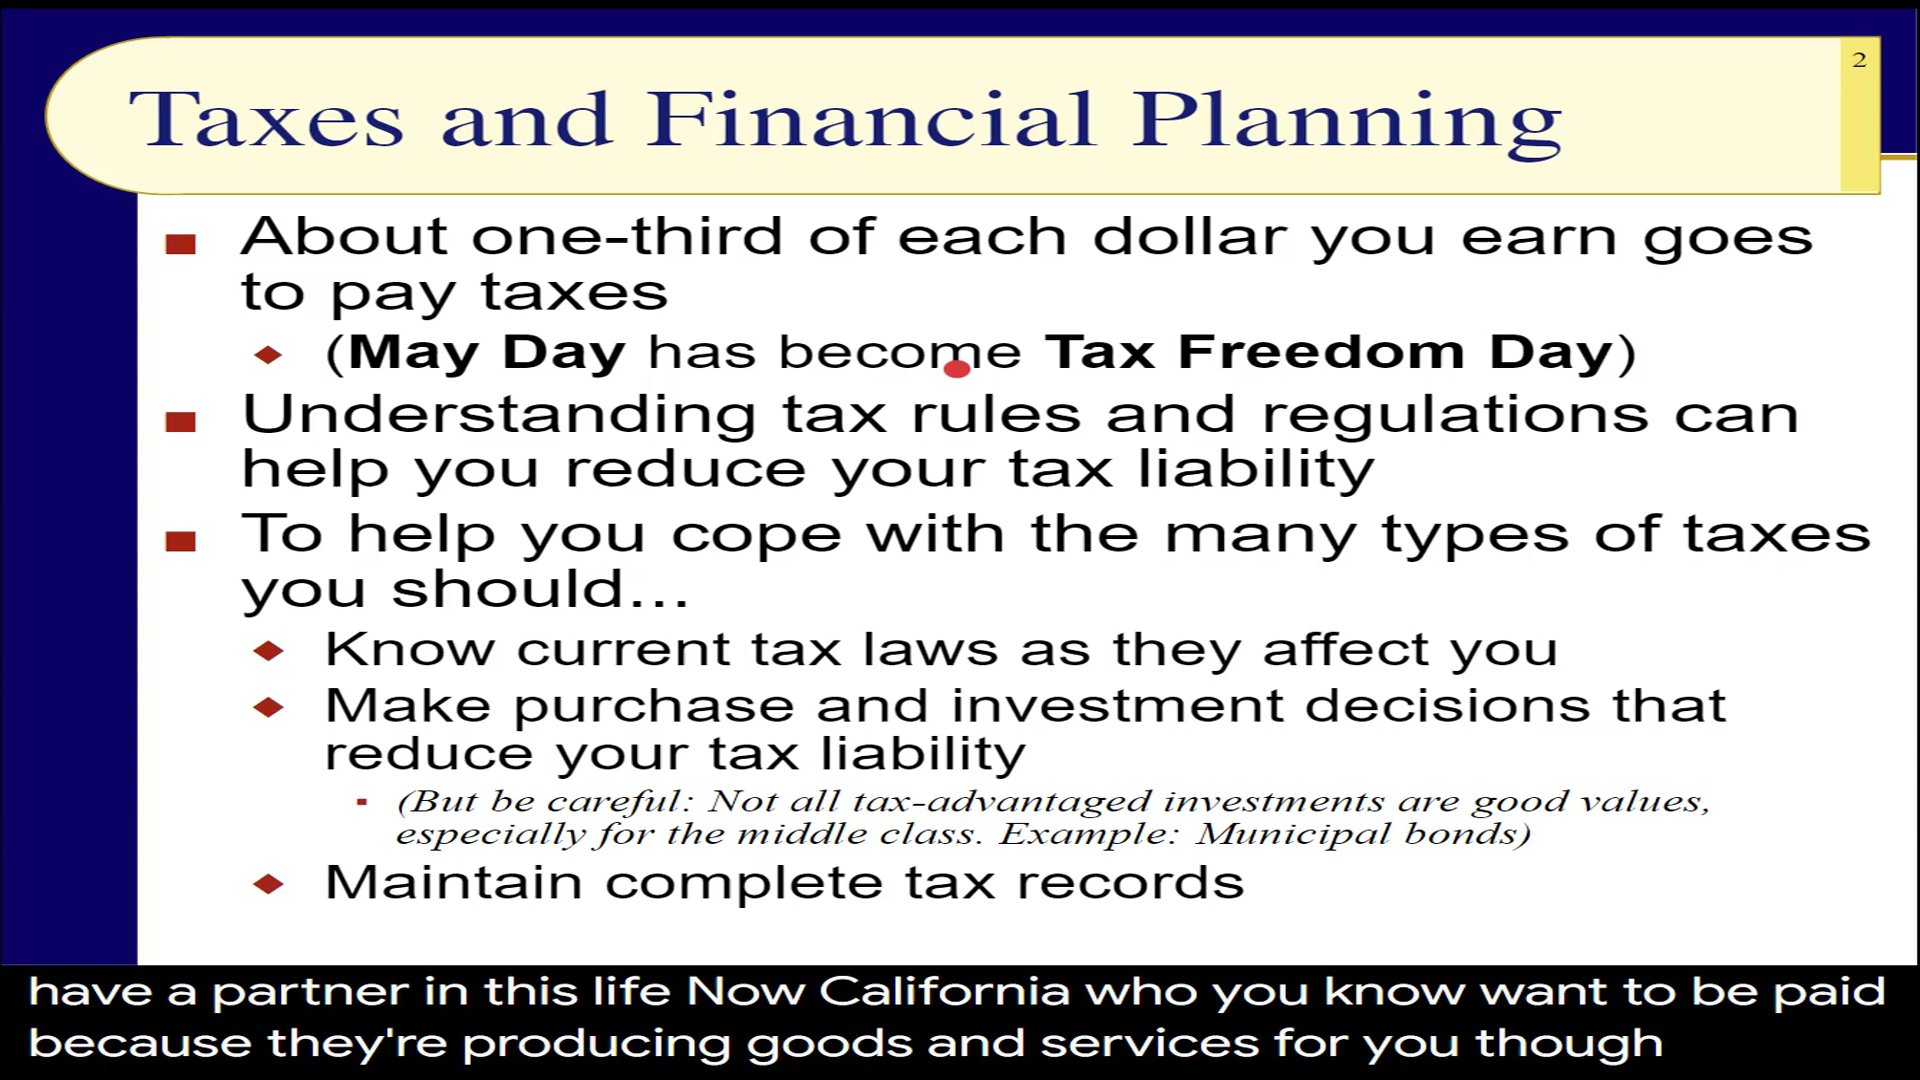 2
Taxes and Financial Planning
About one-third of each dollar you earn goes
to pay taxes
(May Day has become Tax Freedom Day)
Understanding tax rules and regulations can
help you reduce your tax liability
To help you cope with the many types of taxes
you should...
Know current tax laws as they affect you
Make purchase and investment decisions that
reduce your tax liability
(But be careful: Not all tax-advantaged investments are good values,
especially for the middle class. Example: Municipal bonds)
Maintain complete tax records
have a partner in this life Now California who you know want to be paid
because they're producing goods and services for you though